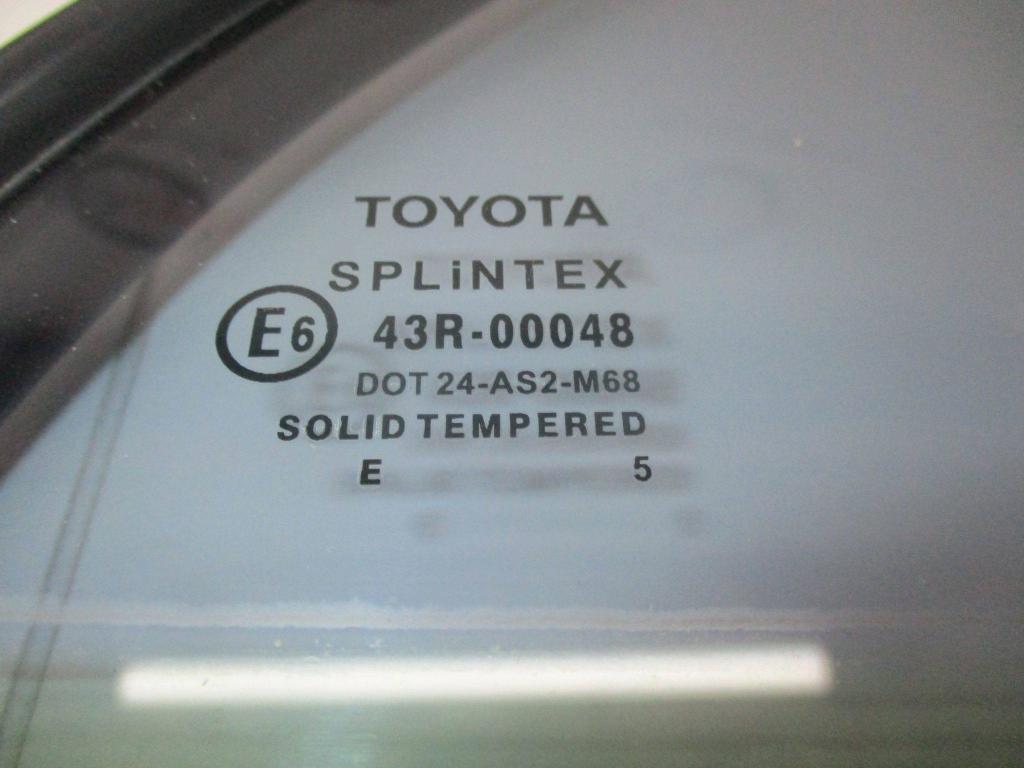 TOYOTA
SPLiNTEX
E6 43R-00048
DOT 24-AS2-M68
SOLID TEMPERED
E 5